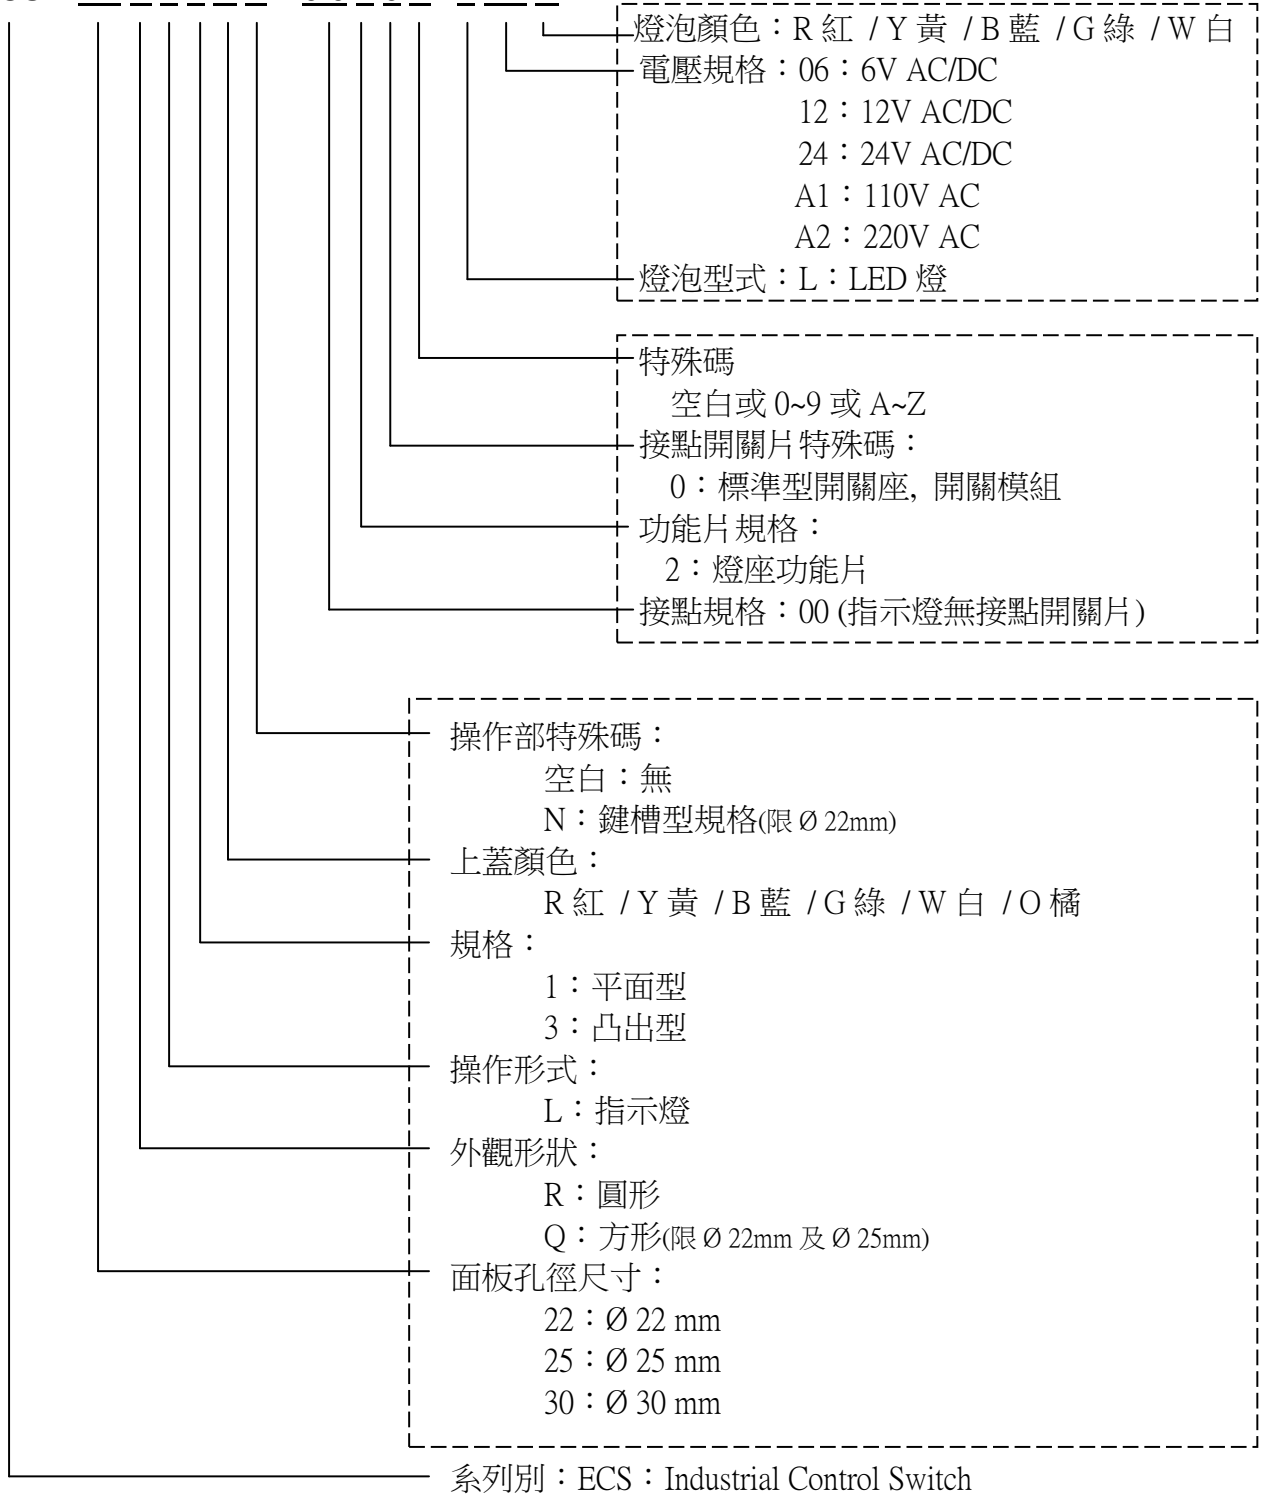 燈泡顏色：R 紅 / Y 黃 / B 藍 / G 綠 / W 白
電壓規格：06：6V AC/DC
12：12V AC/DC
24：24V AC/DC
A1：110V AC
A2：220V AC
燈泡型式：L：LED 燈
特殊碼
空白或 0~9 或 A~Z
接點開關片特殊碼：
0：標準型開關座, 開關模組
功能片規格：
2：燈座功能片
接點規格：00 (指示燈無接點開關片)
操作部特殊碼：
空白：無
N：鍵槽型規格(限 Ø 22mm)
上蓋顏色：
R 紅 / Y 黃 / B 藍 / G 綠 / W 白 / O 橘
規格：
1：平面型
3：凸出型
操作形式：
L：指示燈
外觀形狀：
R：圓形
Q：方形(限 Ø 22mm 及 Ø 25mm)
面板孔徑尺寸：
22：Ø 22 mm
25：Ø 25 mm
30：Ø 30 mm
系列別：ECS：Industrial Control Switch